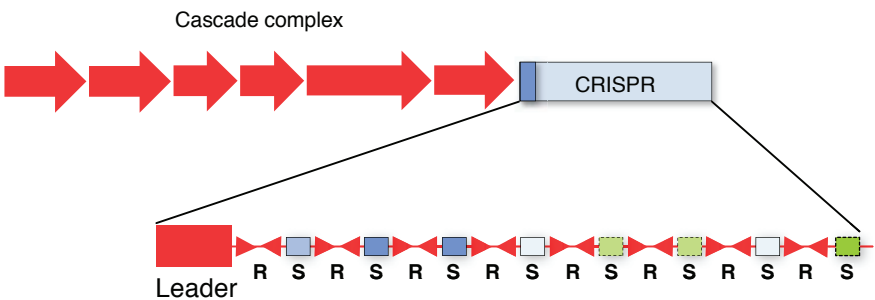 Cascade complex
CRISPR
R S R S R S R S R S R S R S R S
Leader